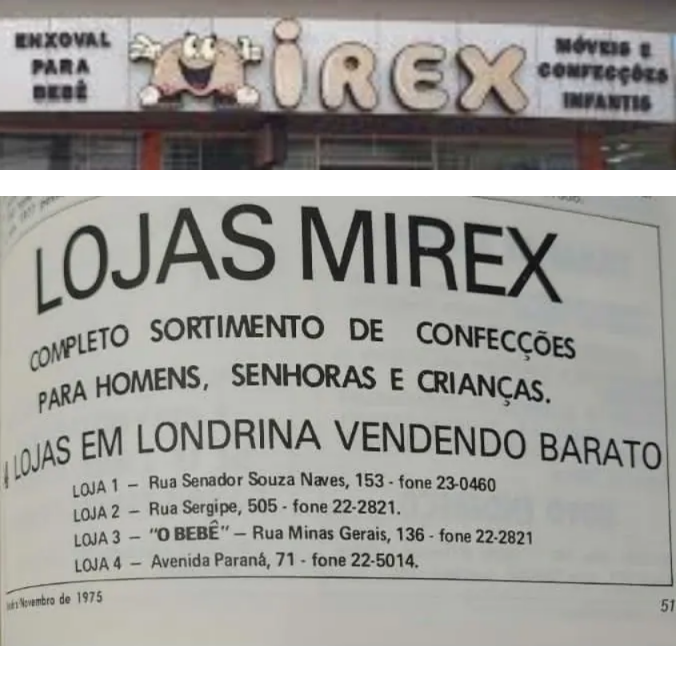 ENXOVAL
PARA
BEBÊ
MIREX
MÓVEIS E
CONFECÇÕES
INFANTIS
LOJAS MIREX
COMPLETO SORTIMENTO DE CONFECÇÕES
PARA HOMENS, SENHORAS E CRIANÇAS.
4 LOJAS EM LONDRINA VENDENDO BARATO
LOJA 1 — Rua Senador Souza Naves, 153 - fone 23-0460
LOJA 2 — Rua Sergipe, 505 - fone 22-2821.
LOJA 3 — "O BEBÊ" — Rua Minas Gerais, 136 - fone 22-2821
LOJA 4 — Avenida Paraná, 71 - fone 22-5014.
Novembro de 1975
51